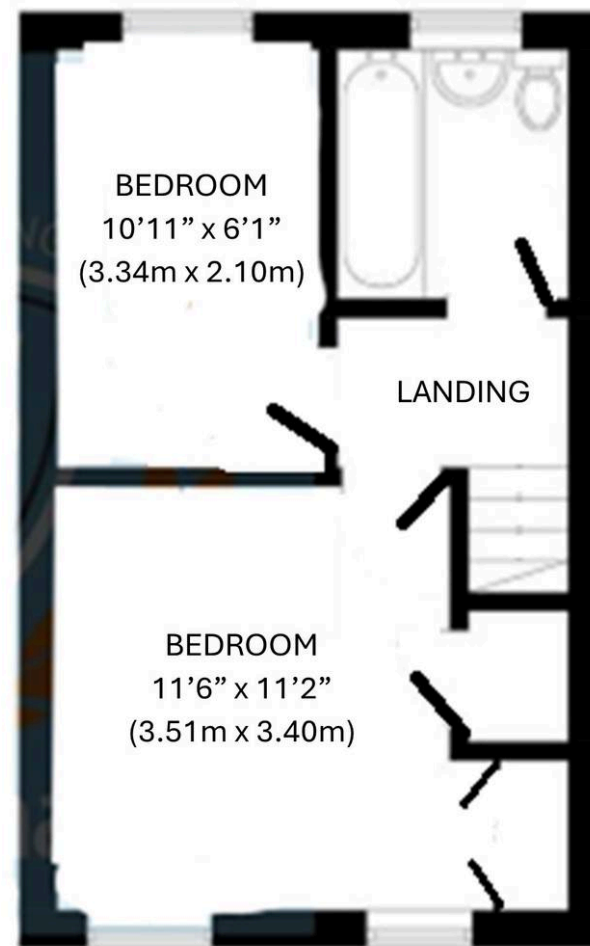 BEDROOM
10’11” x 6’1”
(3.34m x 2.10m)
LANDING
BEDROOM
11’6” x 11’2”
(3.51m x 3.40m)